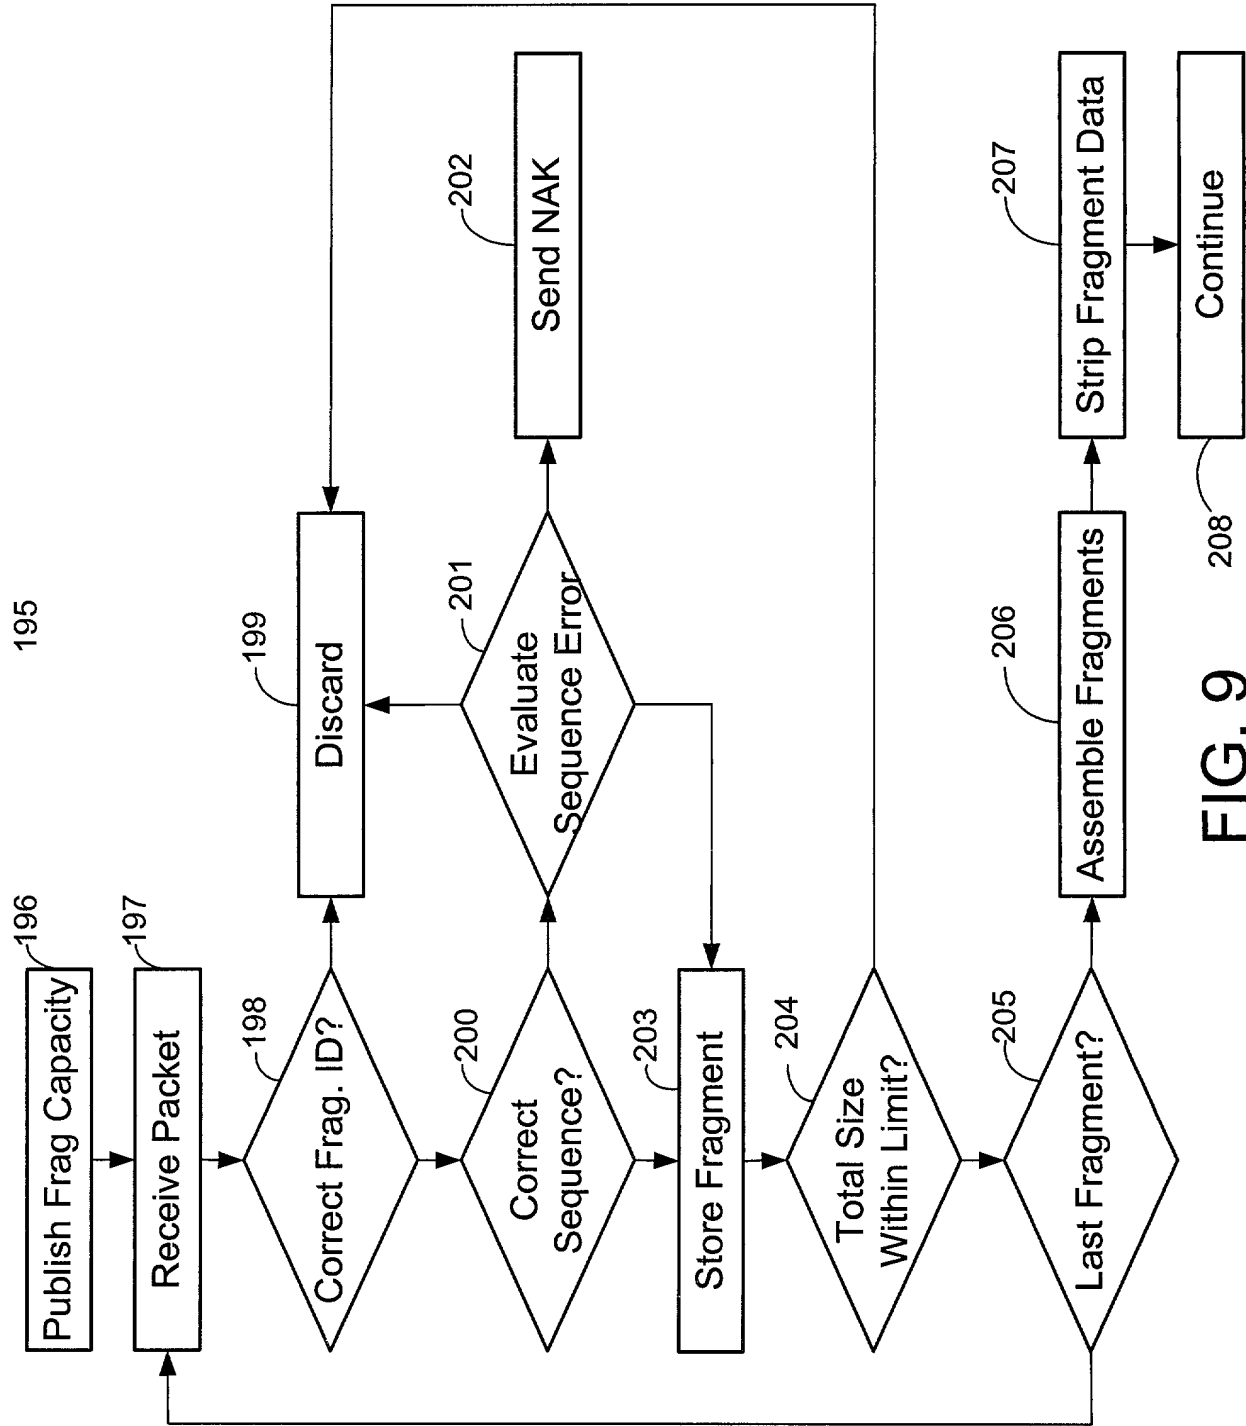 195
Publish Frag Capacity
196
Receive Packet
197
Correct Frag. ID?
198
Discard
199
Correct
Sequence?
200
Evaluate
Sequence Error
201
Send NAK
202
Store Fragment
203
Total Size
Within Limit?
204
Last Fragment?
205
Assemble Fragments
206
Strip Fragment Data
207
Continue
208
FIG. 9